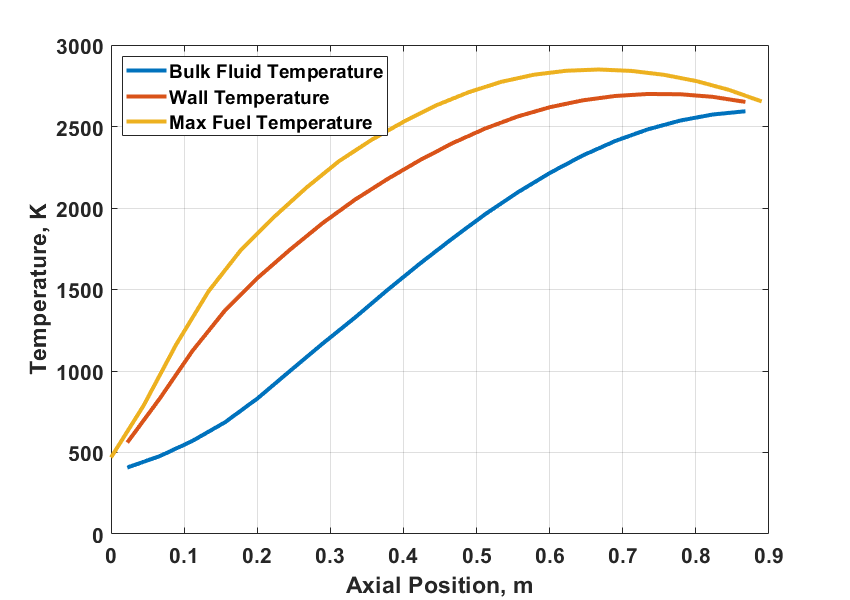 3000
2500
2000
1500
1000
500
0
Temperature, K
Bulk Fluid Temperature
Wall Temperature
Max Fuel Temperature
0 0.1 0.2 0.3 0.4 0.5 0.6 0.7 0.8 0.9
Axial Position, m